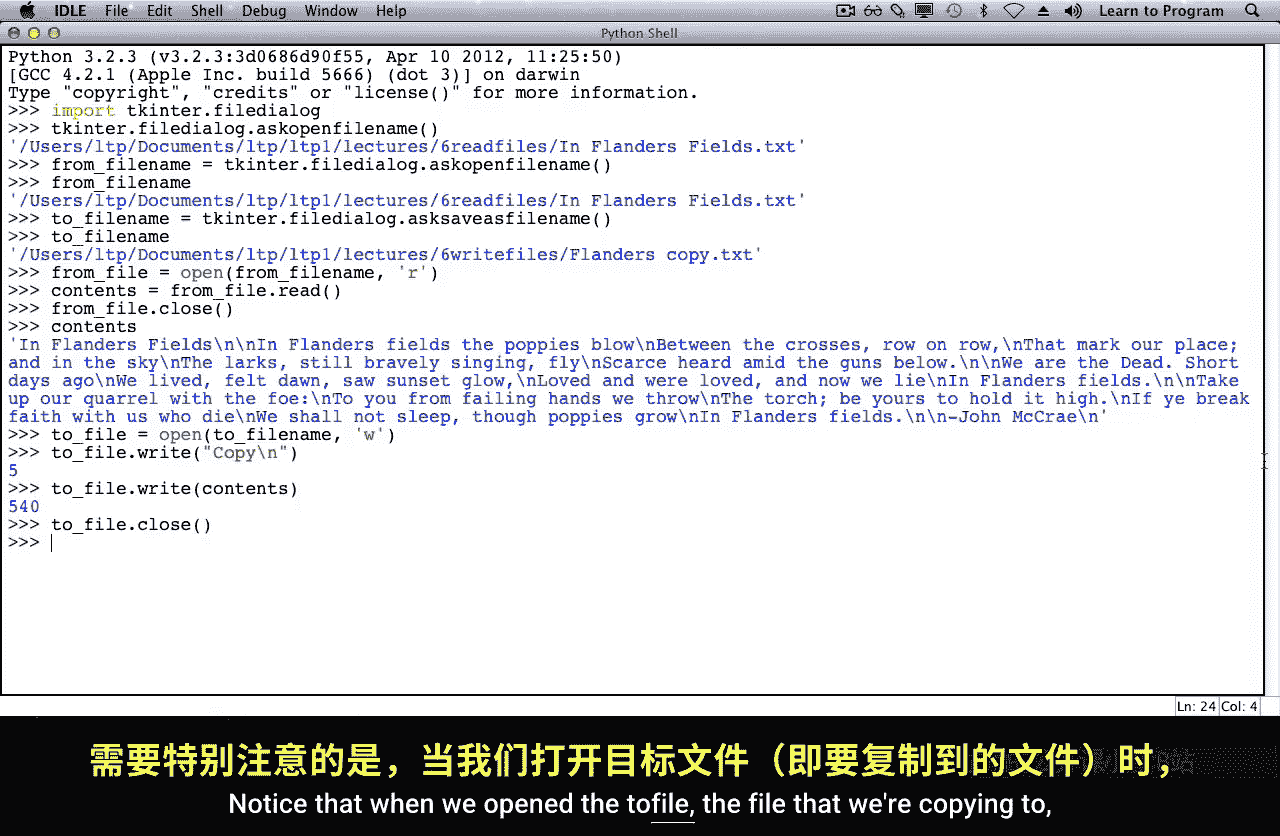 IDLE File Edit Shell Debug Window Help Learn to Program
Python Shell
Python 3.2.3 (v3.2.3:3d0686d90f55, Apr 10 2012, 11:25:50)
[GCC 4.2.1 (Apple Inc. build 5666) (dot 3)] on darwin
Type "copyright", "credits" or "license()" for more information.
>>> import tkinter.filedialog
>>> tkinter.filedialog.askopenfilename()
'/Users/ltp/Documents/ltp/ltp1/lectures/6readfiles/In Flanders Fields.txt'
>>> from_filename = tkinter.filedialog.askopenfilename()
>>> from_filename
'/Users/ltp/Documents/ltp/ltp1/lectures/6readfiles/In Flanders Fields.txt'
>>> to_filename = tkinter.filedialog.asksaveasfilename()
>>> to_filename
'/Users/ltp/Documents/ltp/ltp1/lectures/6writefiles/Flanders copy.txt'
>>> from_file = open(from_filename, 'r')
>>> contents = from_file.read()
>>> from_file.close()
>>> contents
'In Flanders Fields\n\nIn Flanders fields the poppies blow\nBetween the crosses, row on row,\nThat mark our place;
and in the sky\nThe larks, still bravely singing, fly\nScarce heard amid the guns below.\n\nWe are the Dead. Short
days ago\nWe lived, felt dawn, saw sunset glow,\nLoved and were loved, and now we lie\nIn Flanders fields.\n\nTake
up our quarrel with the foe:\nTo you from failing hands we throw\nThe torch; be yours to hold it high.\nIf ye break
faith with us who die\nWe shall not sleep, though poppies grow\nIn Flanders fields.\n\n-John McCrae\n'
>>> to_file = open(to_filename, 'w')
>>> to_file.write("Copy\n")
5
>>> to_file.write(contents)
540
>>> to_file.close()
>>>
Ln: 24 Col: 4
需要特别注意的是，当我们打开目标文件（即要复制到的文件）时，
Notice that when we opened the tofile, the file that we're copying to,